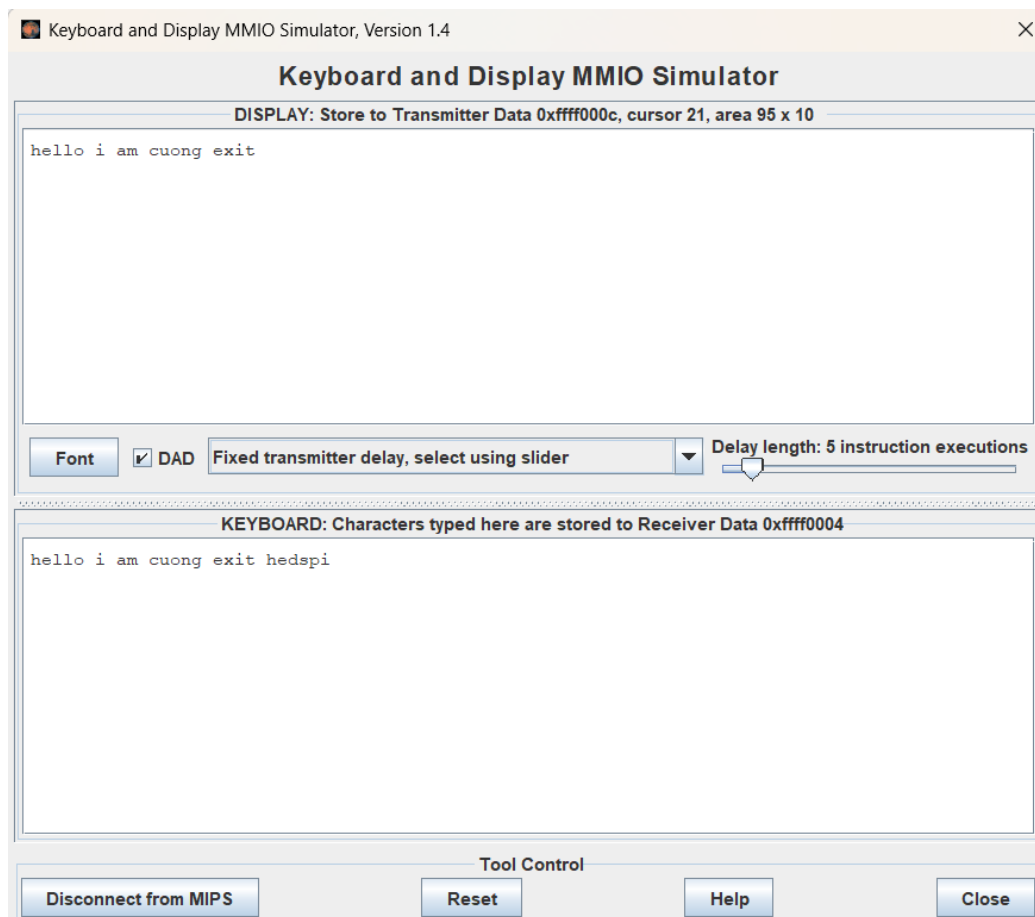 Keyboard and Display MMIO Simulator, Version 1.4
Keyboard and Display MMIO Simulator
DISPLAY: Store to Transmitter Data 0xffff000c, cursor 21, area 95 x 10
hello i am cuong exit
Font
DAD
Fixed transmitter delay, select using slider
Delay length: 5 instruction executions
KEYBOARD: Characters typed here are stored to Receiver Data 0xffff0004
hello i am cuong exit hedspi
Tool Control
Disconnect from MIPS
Reset
Help
Close